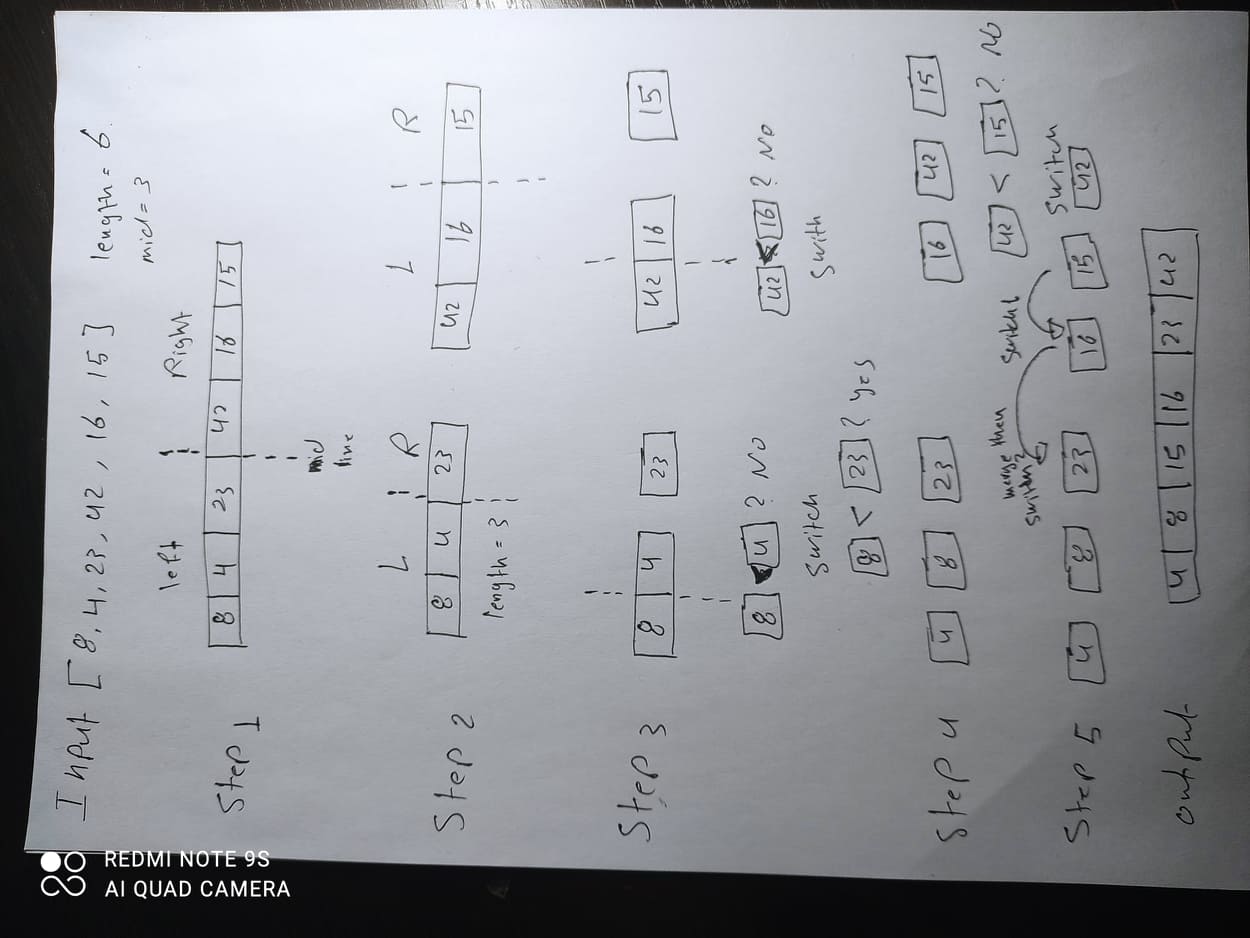 REDMI NOTE 9S
AI QUAD CAMERA
Input [8, 4, 23, 42, 16, 15] length = 6.
mid = 3
left Right
Step 1 8 4 23 42 16 15
mid
line
L R L R
Step 2 8 4 23 42 16 15
length = 3
Step 3 8 4 23 42 16 15
8 < 4 ? NO 42 < 16 ? NO
Switch Swith
8 < 23 ? yes
Step 4 4 8 23 16 42 15
42 < 15 ? NO
merge then
switch? Switch
Switch
Step 5 4 8 23 16 15 42
output 4 8 15 16 23 42